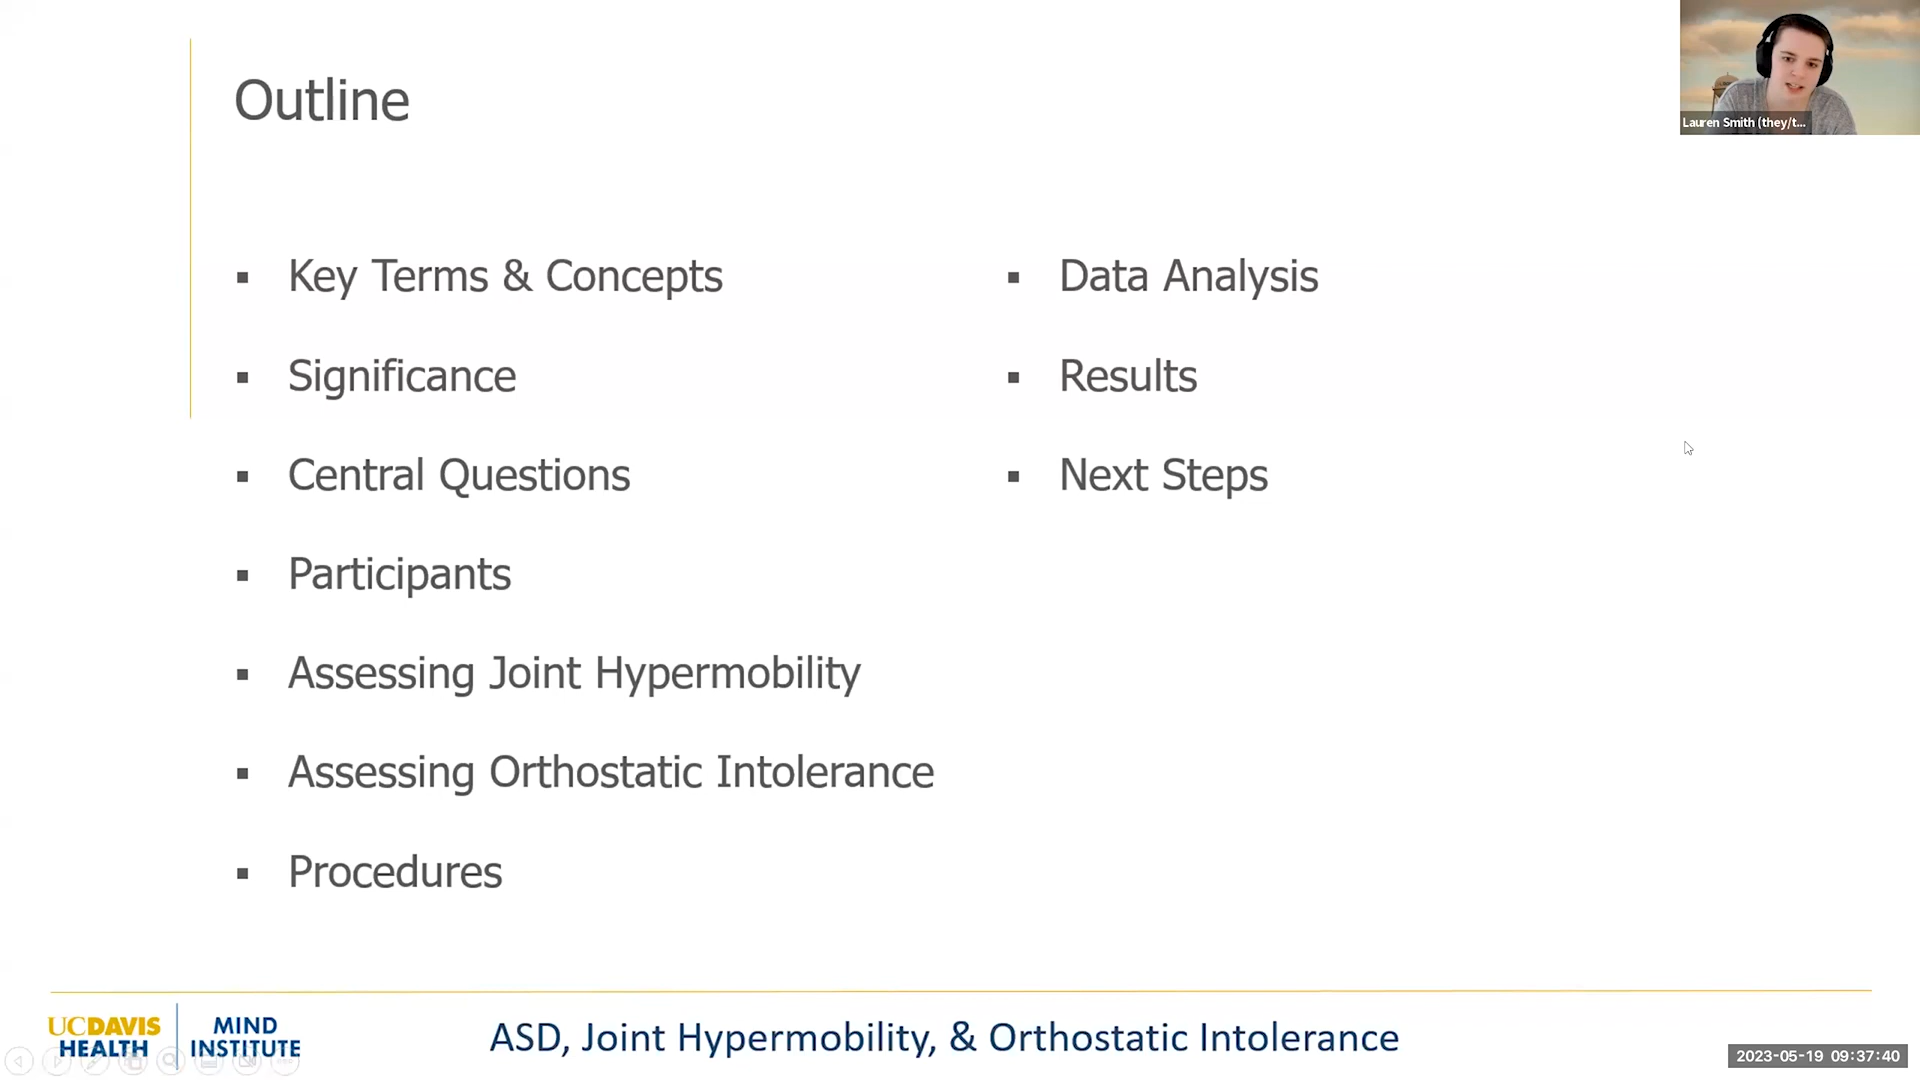 Outline
Key Terms & Concepts
Significance
Central Questions
Participants
Assessing Joint Hypermobility
Assessing Orthostatic Intolerance
Procedures
Data Analysis
Results
Next Steps
Lauren Smith (they/t...
UCDAVIS
HEALTH
MIND
INSTITUTE
ASD, Joint Hypermobility, & Orthostatic Intolerance
2023-05-19 09:37:40